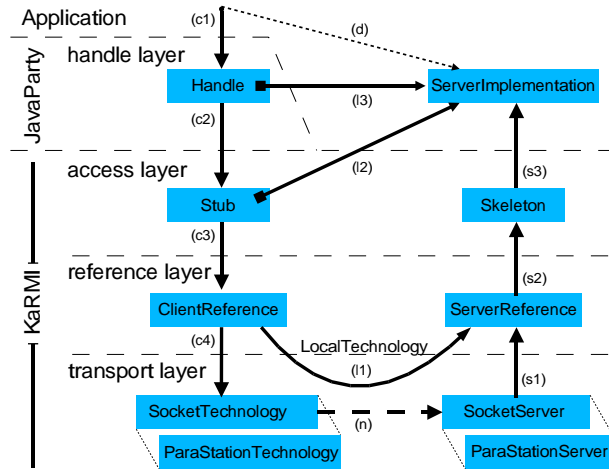 Application
(c1)
(d)
handle layer
JavaParty
Handle
(l3)
ServerImplementation
(c2)
access layer
(l2)
(s3)
Stub
Skeleton
(c3)
reference layer
(s2)
KaRMI
ClientReference
ServerReference
(c4)
LocalTechnology
transport layer
(l1)
(s1)
SocketTechnology
(n)
SocketServer
ParaStationTechnology
ParaStationServer